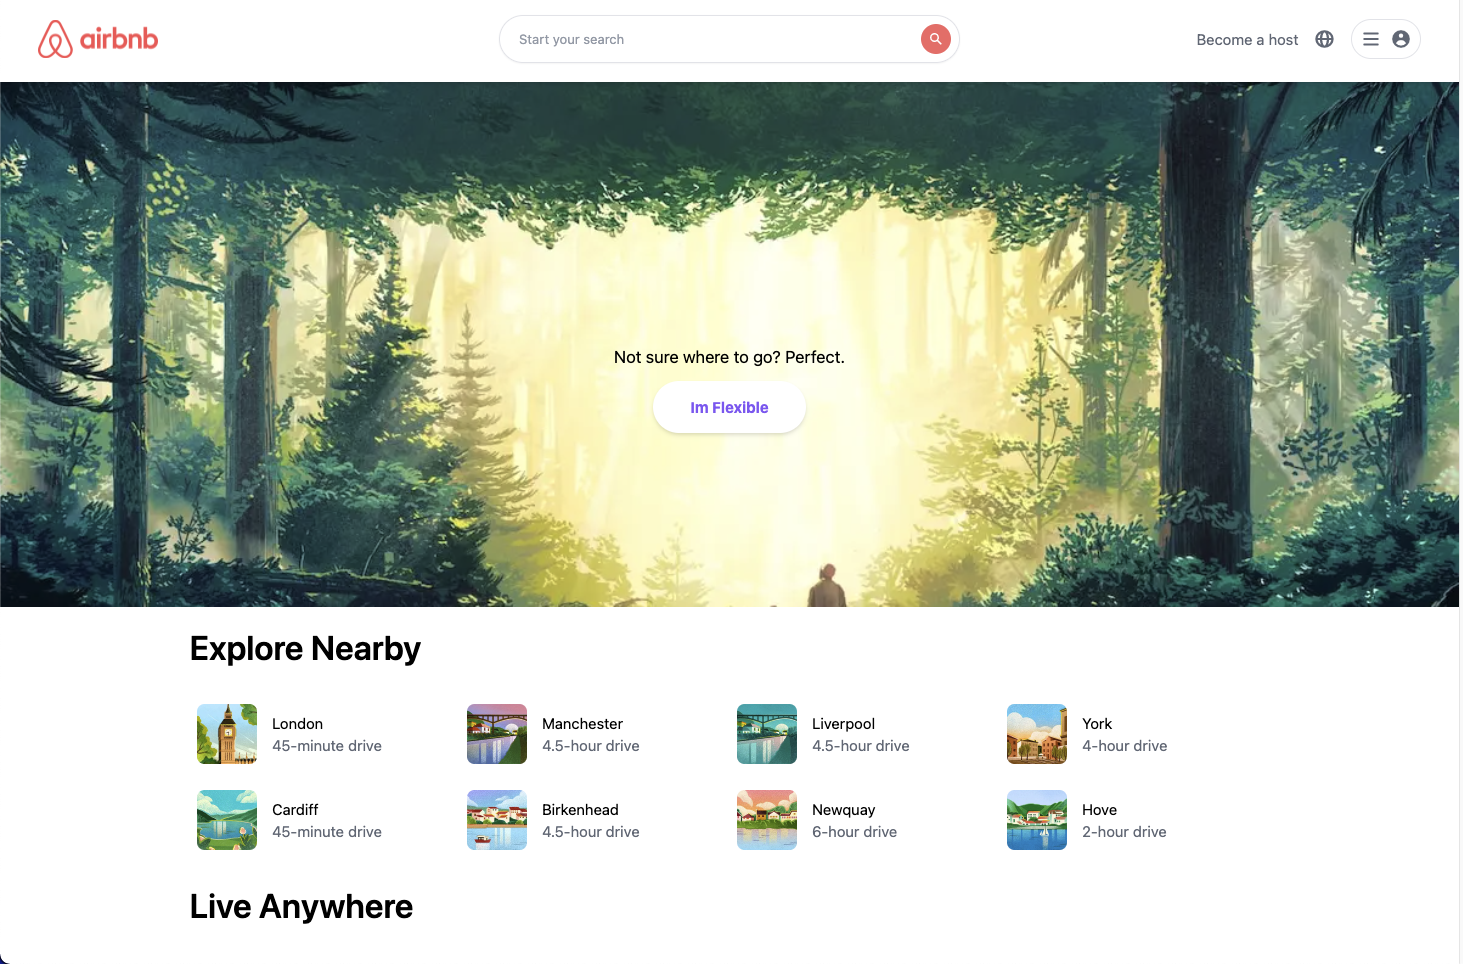 airbnb
Start your search
Become a host
Not sure where to go? Perfect.
Im Flexible
Explore Nearby
London
45-minute drive
Manchester
4.5-hour drive
Liverpool
4.5-hour drive
York
4-hour drive
Cardiff
45-minute drive
Birkenhead
4.5-hour drive
Newquay
6-hour drive
Hove
2-hour drive
Live Anywhere